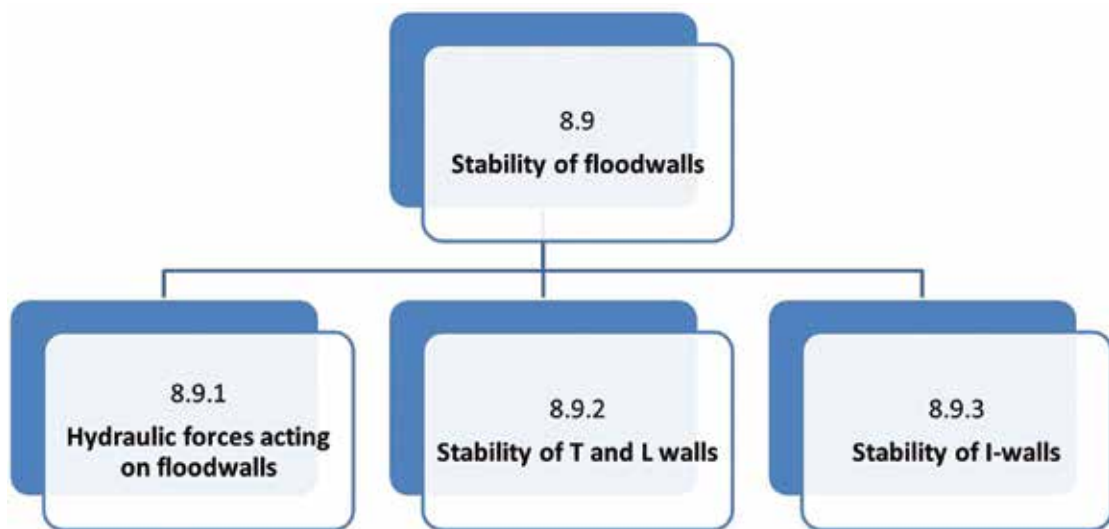 8.9
Stability of floodwalls
8.9.1
Hydraulic forces acting
on floodwalls
8.9.2
Stability of T and L walls
8.9.3
Stability of I-walls